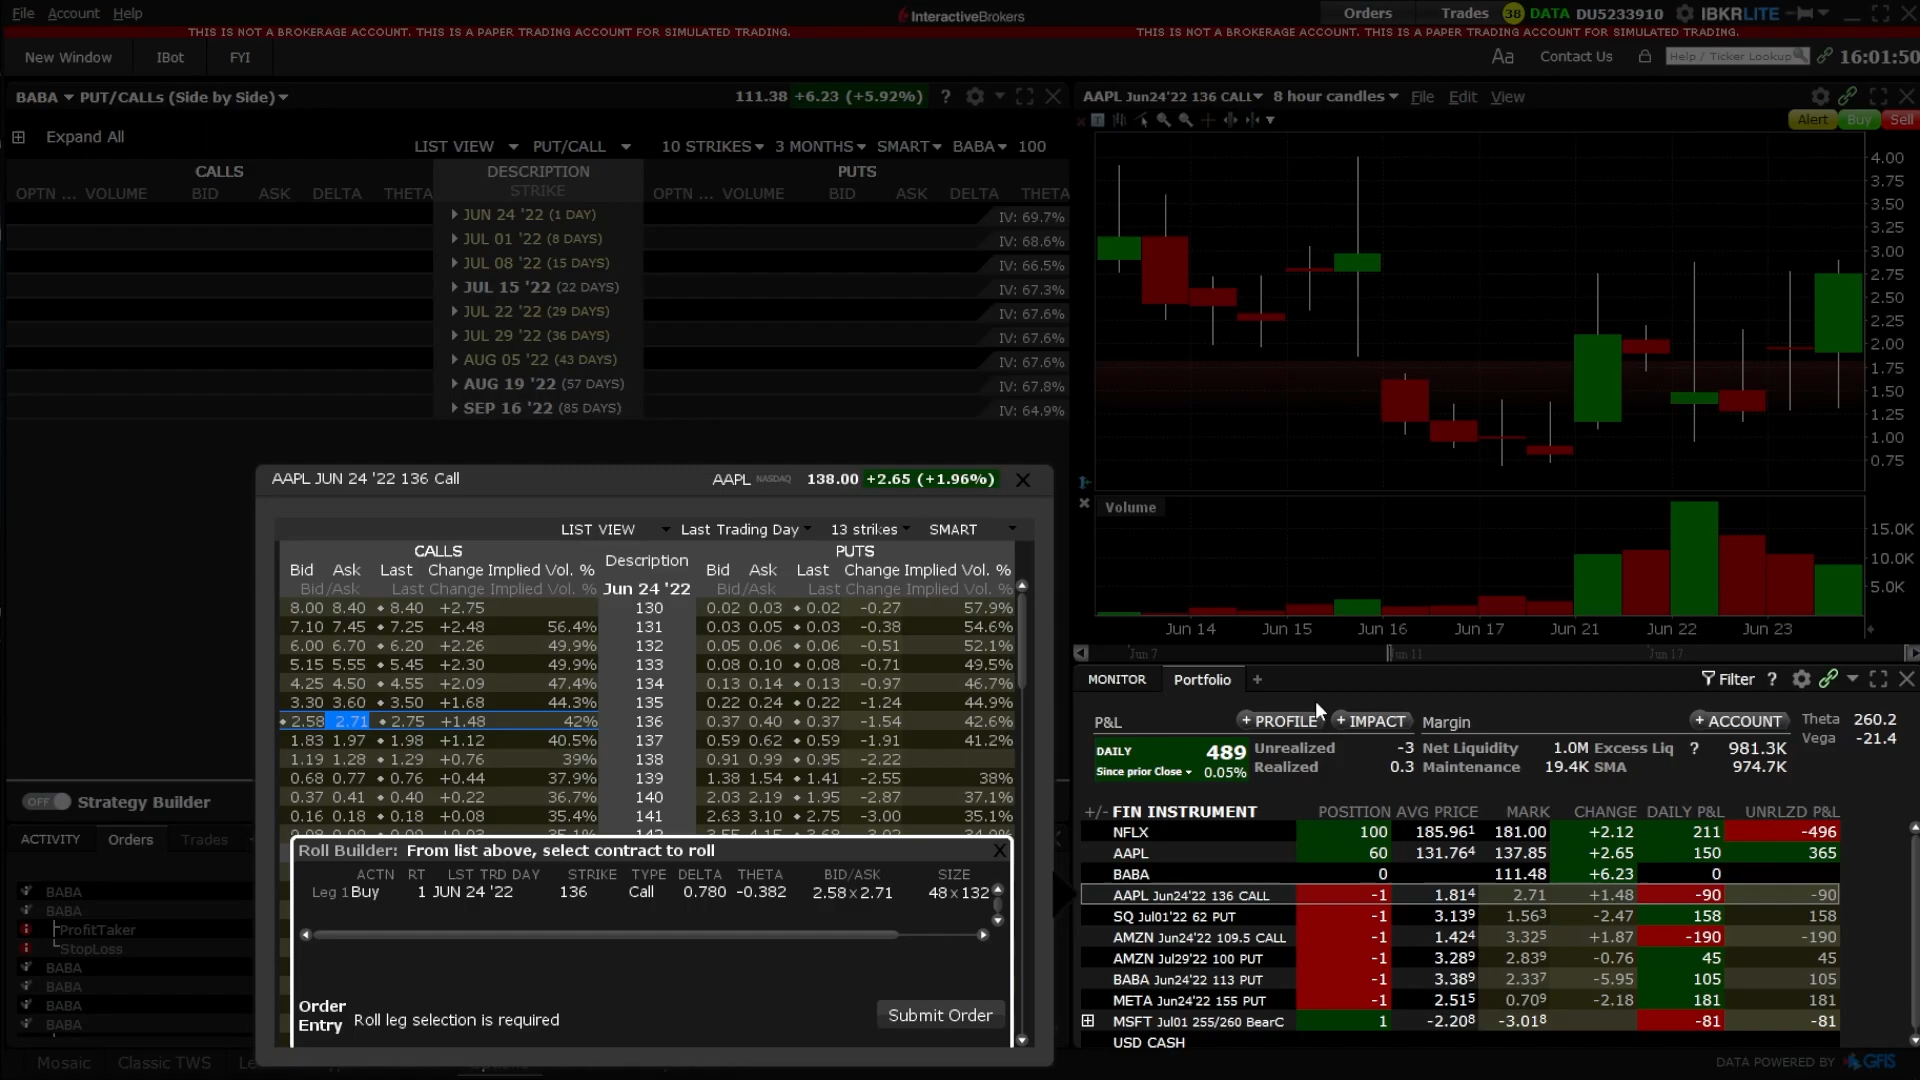 File Account Help
InteractiveBrokers
Orders Trades 38 DATA DU5233910 IBKRLITE
THIS IS NOT A BROKERAGE ACCOUNT. THIS IS A PAPER TRADING ACCOUNT FOR SIMULATED TRADING.
THIS IS NOT A BROKERAGE ACCOUNT. THIS IS A PAPER TRADING ACCOUNT FOR SIMULATED TRADING.
New Window IBot FYI
Aa Contact Us Help / Ticker Lookup 16:01:50
BABA PUT/CALLs (Side by Side) 111.38 +6.23 (+5.92%) ?
Expand All
LIST VIEW PUT/CALL 10 STRIKES 3 MONTHS SMART BABA 100
CALLS DESCRIPTION PUTS
OPTN ... VOLUME BID ASK DELTA THETA STRIKE OPTN ... VOLUME BID ASK DELTA THETA
JUN 24 '22 (1 DAY) IV: 69.7%
JUL 01 '22 (8 DAYS) IV: 68.6%
JUL 08 '22 (15 DAYS) IV: 66.5%
JUL 15 '22 (22 DAYS) IV: 67.3%
JUL 22 '22 (29 DAYS) IV: 67.6%
JUL 29 '22 (36 DAYS) IV: 67.6%
AUG 05 '22 (43 DAYS) IV: 67.6%
AUG 19 '22 (57 DAYS) IV: 67.8%
SEP 16 '22 (85 DAYS) IV: 64.9%
AAPL Jun24'22 136 CALL 8 hour candles File Edit View
Alert Buy Sell
4.00
3.75
3.50
3.25
3.00
2.75
2.50
2.25
2.00
1.75
1.50
1.25
1.00
0.75
Volume
15.0K
10.0K
5.0K
Jun 14 Jun 15 Jun 16 Jun 17 Jun 21 Jun 22 Jun 23
Jun 7 Jun 11 Jun 17
AAPL JUN 24 '22 136 Call AAPL NASDAQ 138.00 +2.65 (+1.96%)
LIST VIEW Last Trading Day 13 strikes SMART
CALLS Description PUTS
Bid Ask Last Change Implied Vol. % Bid Ask Last Change Implied Vol. %
Bid/Ask Last Change Implied Vol. % Jun 24 '22 Bid/Ask Last Change Implied Vol. %
8.00 8.40 8.40 +2.75 130 0.02 0.03 0.02 -0.27 57.9%
7.10 7.45 7.25 +2.48 56.4% 131 0.03 0.05 0.03 -0.38 54.6%
6.00 6.70 6.20 +2.26 49.9% 132 0.05 0.06 0.06 -0.51 52.1%
5.15 5.55 5.45 +2.30 49.9% 133 0.08 0.10 0.08 -0.71 49.5%
4.25 4.50 4.55 +2.09 47.4% 134 0.13 0.14 0.13 -0.97 46.7%
3.30 3.60 3.50 +1.68 44.3% 135 0.22 0.24 0.22 -1.24 44.9%
2.58 2.71 2.75 +1.48 42% 136 0.37 0.40 0.37 -1.54 42.6%
1.83 1.97 1.98 +1.12 40.5% 137 0.59 0.62 0.59 -1.91 41.2%
1.19 1.28 1.29 +0.76 39% 138 0.91 0.99 0.95 -2.22
0.68 0.77 0.76 +0.44 37.9% 139 1.38 1.54 1.41 -2.55 38%
0.37 0.41 0.40 +0.22 36.7% 140 2.03 2.19 1.95 -2.87 37.1%
0.16 0.18 0.18 +0.08 35.4% 141 2.63 3.10 2.75 -3.00 35.1%
Roll Builder: From list above, select contract to roll
ACTN RT LST TRD DAY STRIKE TYPE DELTA THETA BID/ASK SIZE
Leg 1 Buy 1 JUN 24 '22 136 Call 0.780 -0.382 2.58 x 2.71 48 x 132
Order Entry Roll leg selection is required Submit Order
OFF Strategy Builder
ACTIVITY Orders Trades
BABA
BABA
ProfitTaker
StopLoss
BABA
BABA
BABA
BABA
Mosaic Classic TWS
MONITOR Portfolio + Filter ?
P&L + PROFILE + IMPACT Margin + ACCOUNT Theta 260.2
Vega -21.4
DAILY 489 Unrealized -3 Net Liquidity 1.0M Excess Liq ? 981.3K
Since prior Close 0.05% Realized 0.3 Maintenance 19.4K SMA 974.7K
+/- FIN INSTRUMENT POSITION AVG PRICE MARK CHANGE DAILY P&L UNRLZD P&L
NFLX 100 185.961 181.00 +2.12 211 -496
AAPL 60 131.764 137.85 +2.65 150 365
BABA 0 111.48 +6.23 0
AAPL Jun24'22 136 CALL -1 1.814 2.71 +1.48 -90 -90
SQ Jul01'22 62 PUT -1 3.139 1.563 -2.47 158 158
AMZN Jun24'22 109.5 CALL -1 1.424 3.325 +1.87 -190 -190
AMZN Jul29'22 100 PUT -1 3.289 2.839 -0.76 45 45
BABA Jun24'22 113 PUT -1 3.389 2.337 -5.95 105 105
META Jun24'22 155 PUT -1 2.515 0.709 -2.18 181 181
MSFT Jul01 255/260 BearC 1 -2.208 -3.018 -81 -81
USD CASH
DATA POWERED BY GFIS